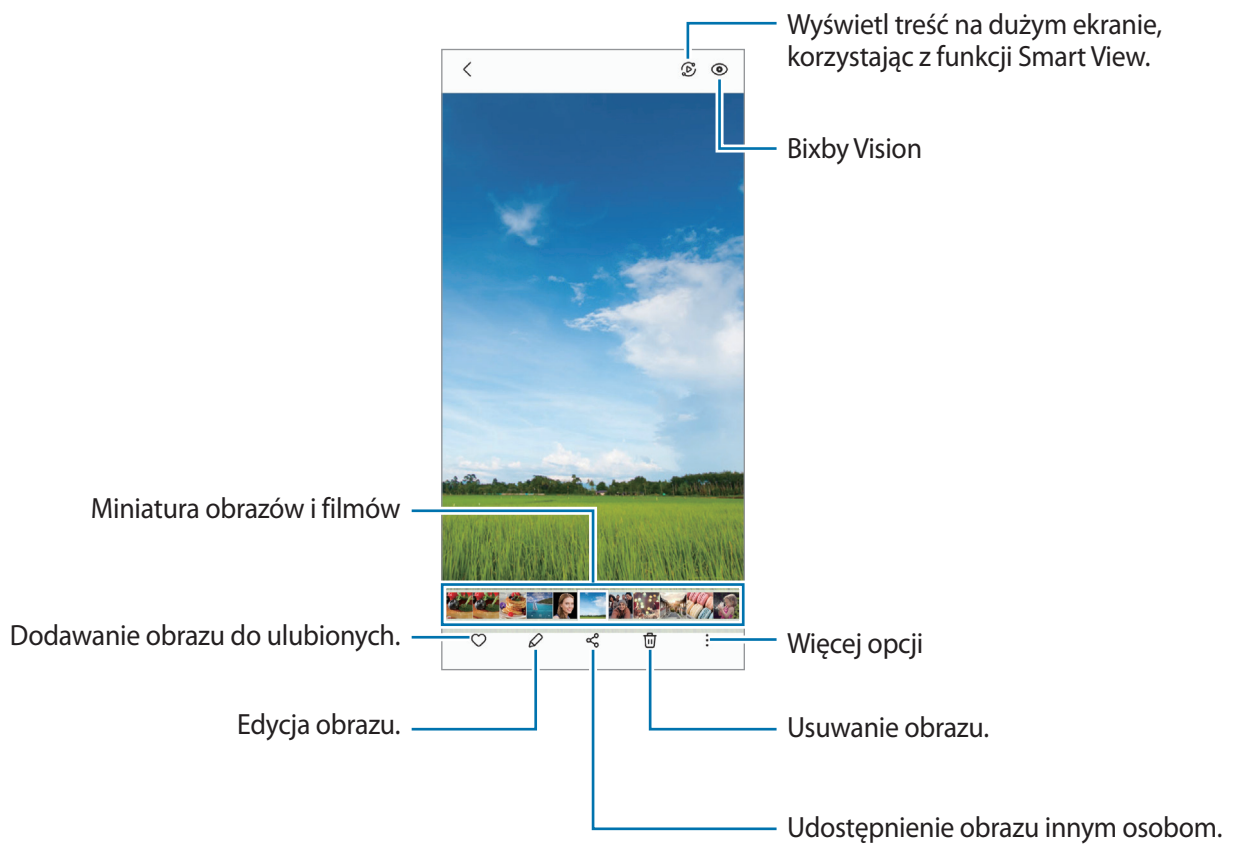 Wyświetl treść na dużym ekranie,
korzystając z funkcji Smart View.
Bixby Vision
Miniatura obrazów i filmów
Dodawanie obrazu do ulubionych.
Więcej opcji
Edycja obrazu.
Usuwanie obrazu.
Udostępnienie obrazu innym osobom.